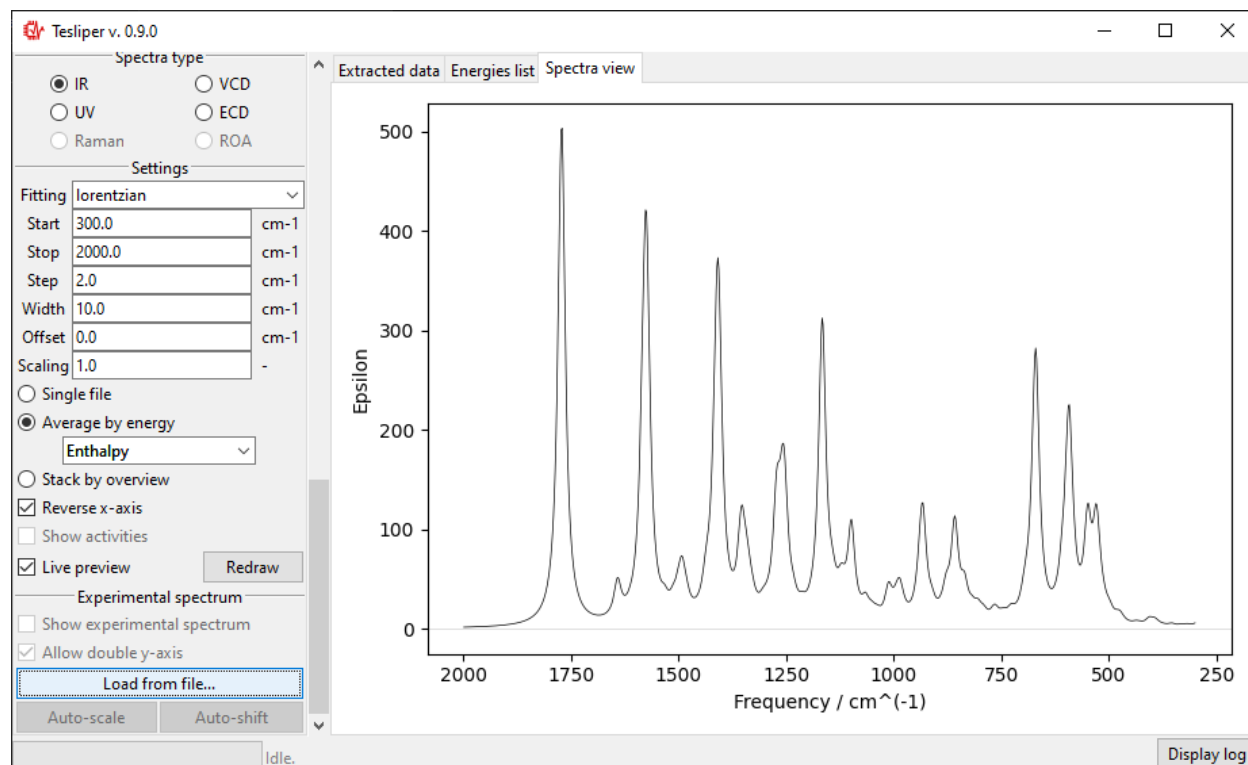 Tesliper v. 0.9.0
Spectra type
IR VCD
UV ECD
Raman ROA
Settings
Fitting lorentzian
Start 300.0 cm-1
Stop 2000.0 cm-1
Step 2.0 cm-1
Width 10.0 cm-1
Offset 0.0 cm-1
Scaling 1.0 -
Single file
Average by energy
Enthalpy
Stack by overview
Reverse x-axis
Show activities
Live preview Redraw
Experimental spectrum
Show experimental spectrum
Allow double y-axis
Load from file...
Auto-scale Auto-shift
Idle.
Extracted data Energies list Spectra view
500
400
300
200
100
0
Epsilon
2000 1750 1500 1250 1000 750 500 250
Frequency / cm^(-1)
Display log